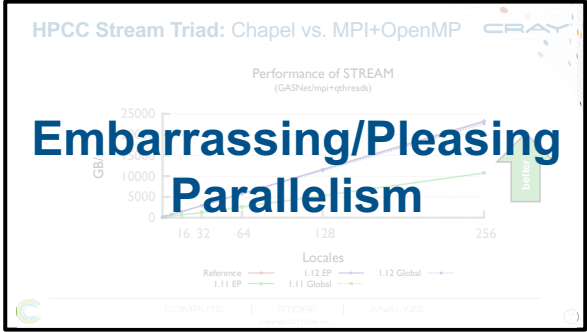 HPCC Stream Triad: Chapel vs. MPI+OpenMP
CRAY
Performance of STREAM
(GASNet/mpi+qthreads)
Embarrassing/Pleasing
Parallelism
25000
15000
10000
5000
0
GB/
better
16 32 64 128 256
Locales
Reference 1.12 EP 1.12 Global
1.11 EP 1.11 Global
COMPUTE | STORE | ANALYZE